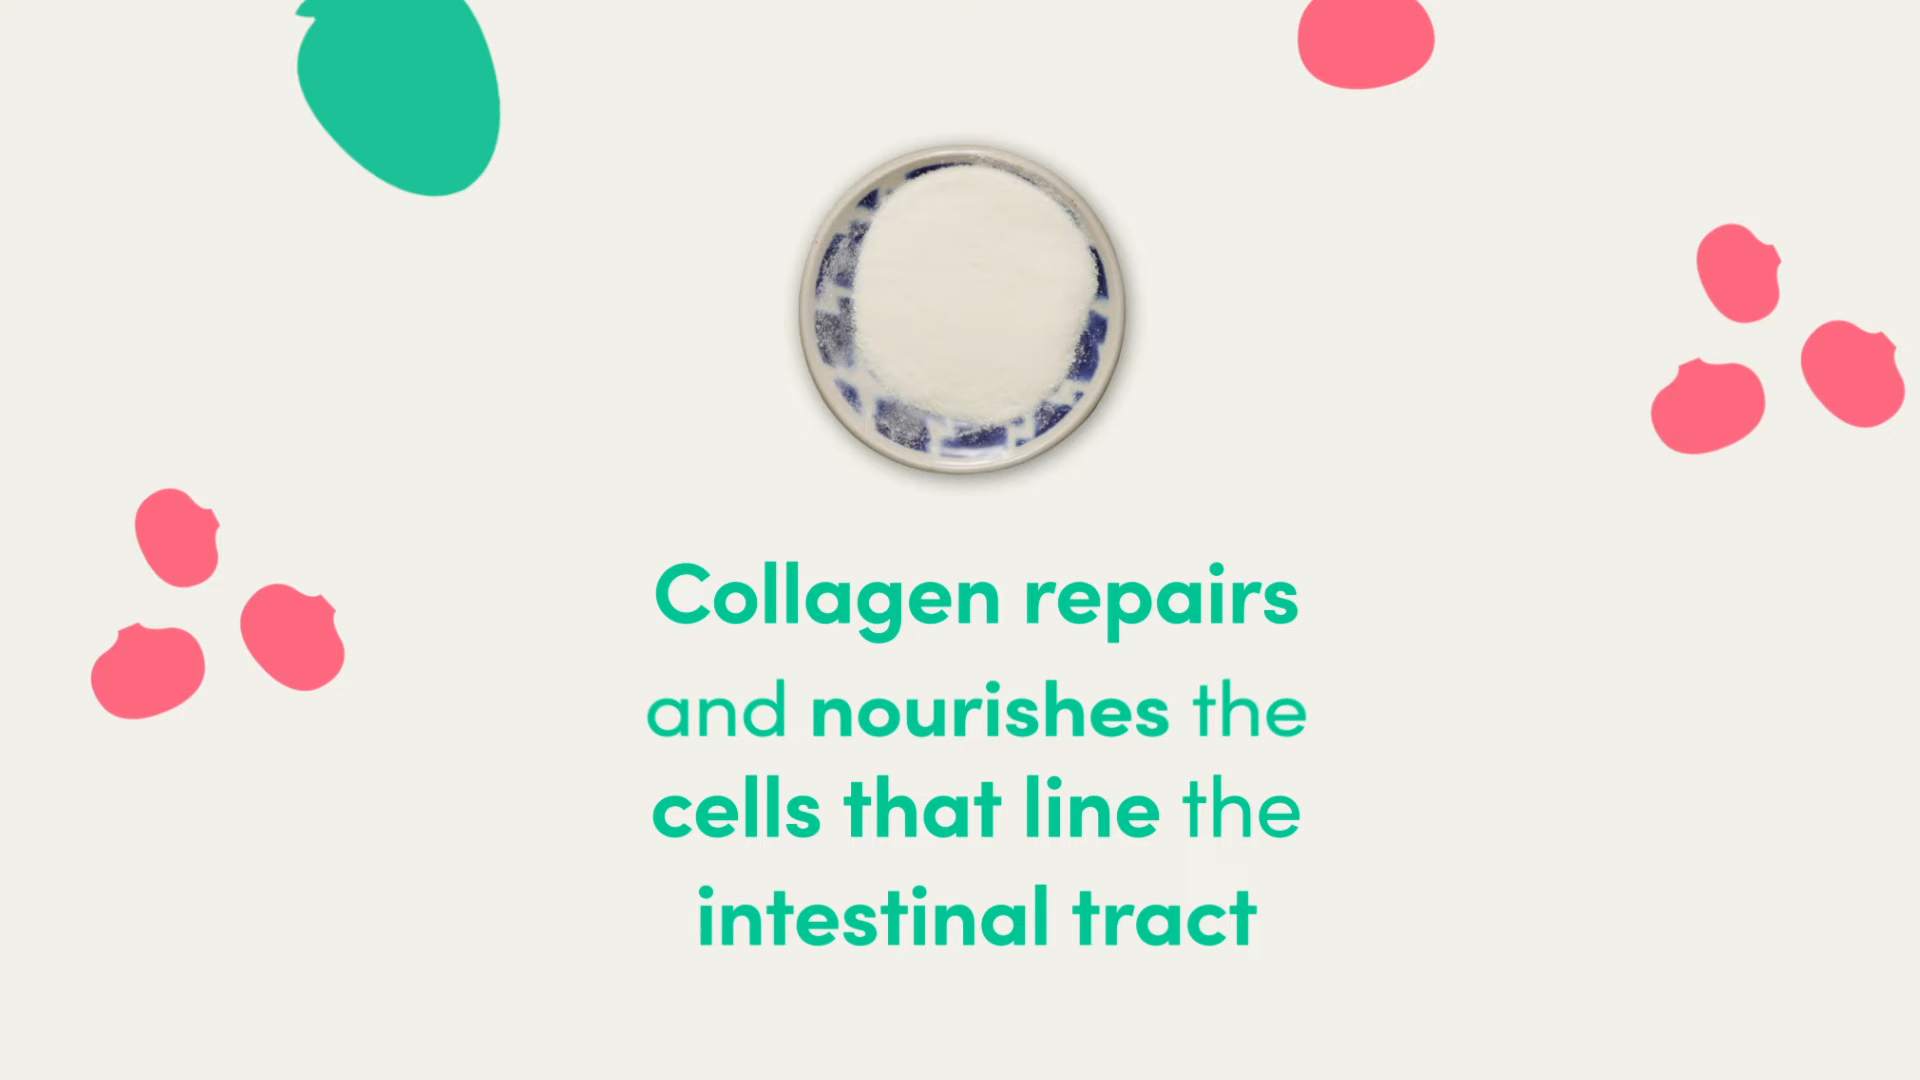 Collagen repairs
and nourishes the
cells that line the
intestinal tract